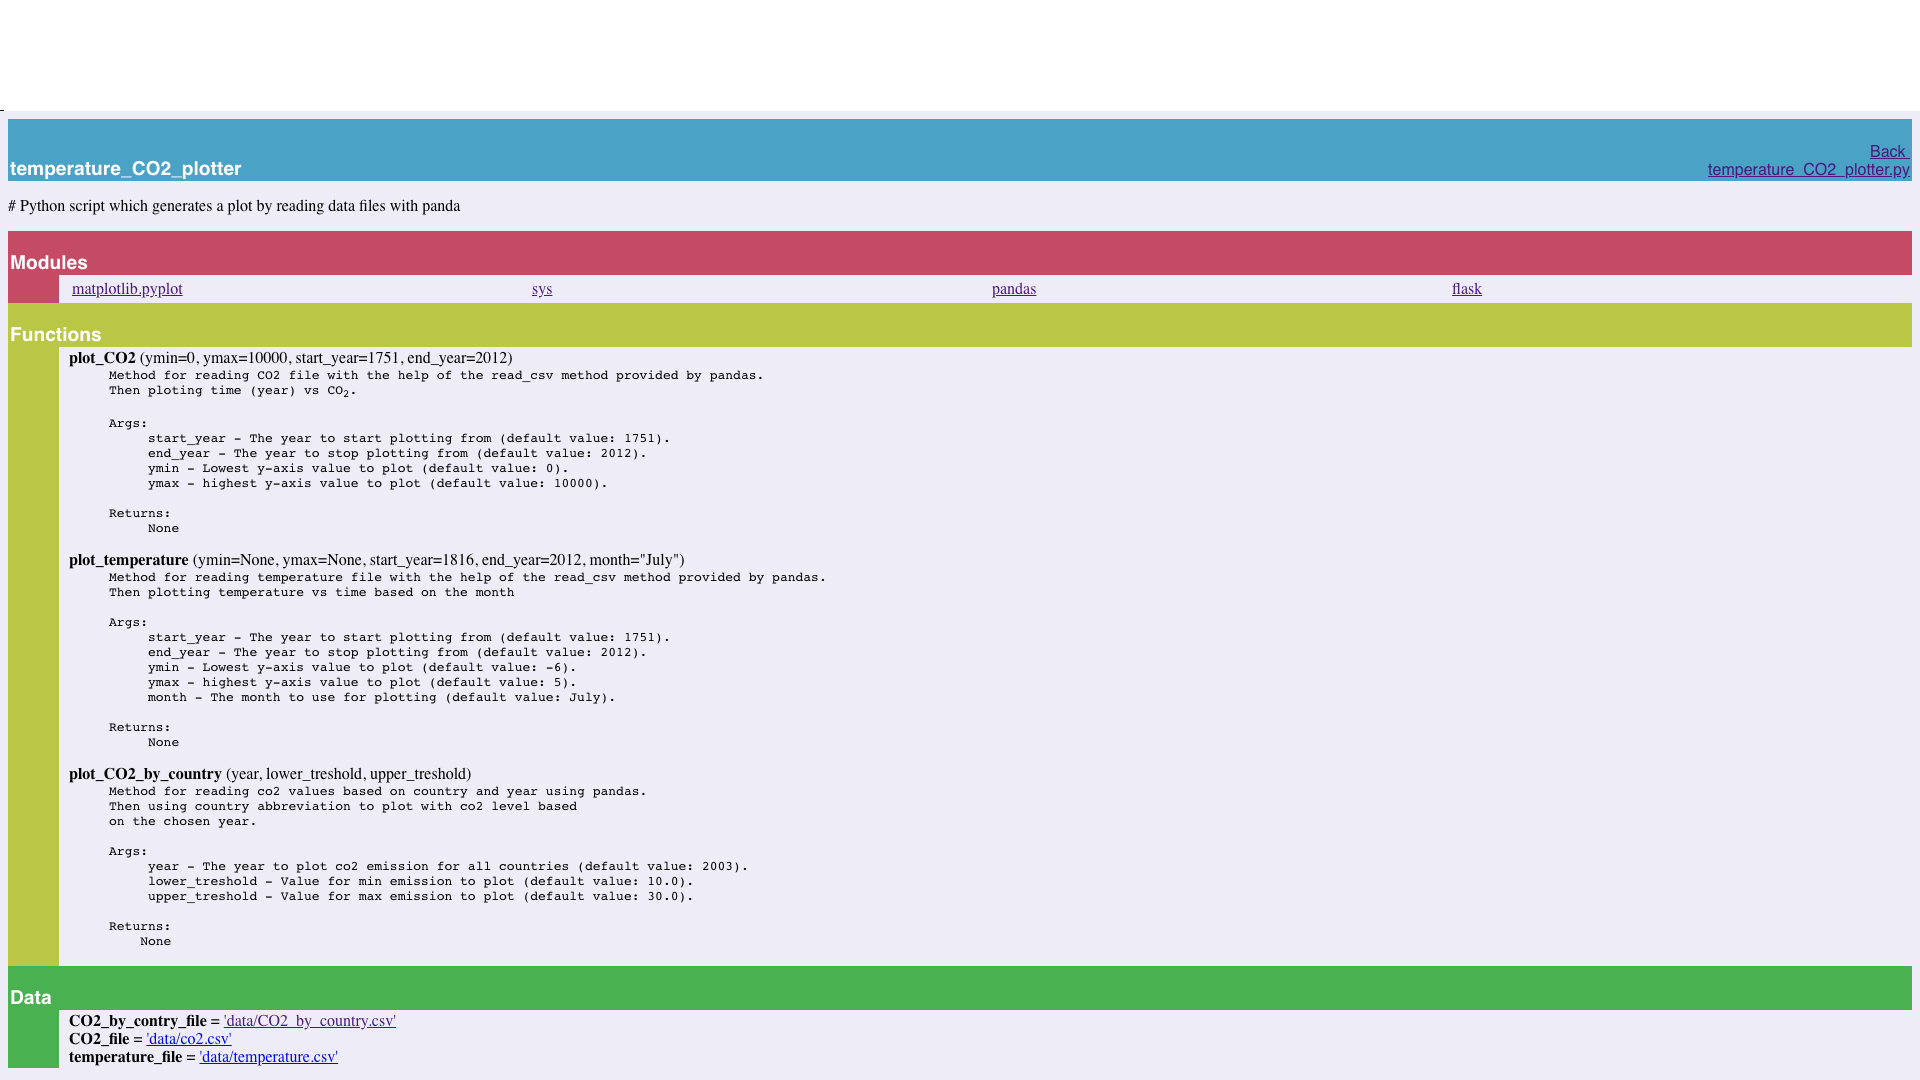 temperature_CO2_plotter
Back
temperature_CO2_plotter.py
# Python script which generates a plot by reading data files with panda
Modules
matplotlib.pyplot sys pandas flask
Functions
plot_CO2 (ymin=0, ymax=10000, start_year=1751, end_year=2012)
Method for reading CO2 file with the help of the read_csv method provided by pandas.
Then ploting time (year) vs CO₂.
Args:
start_year - The year to start plotting from (default value: 1751).
end_year - The year to stop plotting from (default value: 2012).
ymin - Lowest y-axis value to plot (default value: 0).
ymax - highest y-axis value to plot (default value: 10000).
Returns:
None
plot_temperature (ymin=None, ymax=None, start_year=1816, end_year=2012, month="July")
Method for reading temperature file with the help of the read_csv method provided by pandas.
Then plotting temperature vs time based on the month
Args:
start_year - The year to start plotting from (default value: 1751).
end_year - The year to stop plotting from (default value: 2012).
ymin - Lowest y-axis value to plot (default value: -6).
ymax - highest y-axis value to plot (default value: 5).
month - The month to use for plotting (default value: July).
Returns:
None
plot_CO2_by_country (year, lower_treshold, upper_treshold)
Method for reading co2 values based on country and year using pandas.
Then using country abbreviation to plot with co2 level based
on the chosen year.
Args:
year - The year to plot co2 emission for all countries (default value: 2003).
lower_treshold - Value for min emission to plot (default value: 10.0).
upper_treshold - Value for max emission to plot (default value: 30.0).
Returns:
None
Data
CO2_by_contry_file = 'data/CO2_by_country.csv'
CO2_file = 'data/co2.csv'
temperature_file = 'data/temperature.csv'